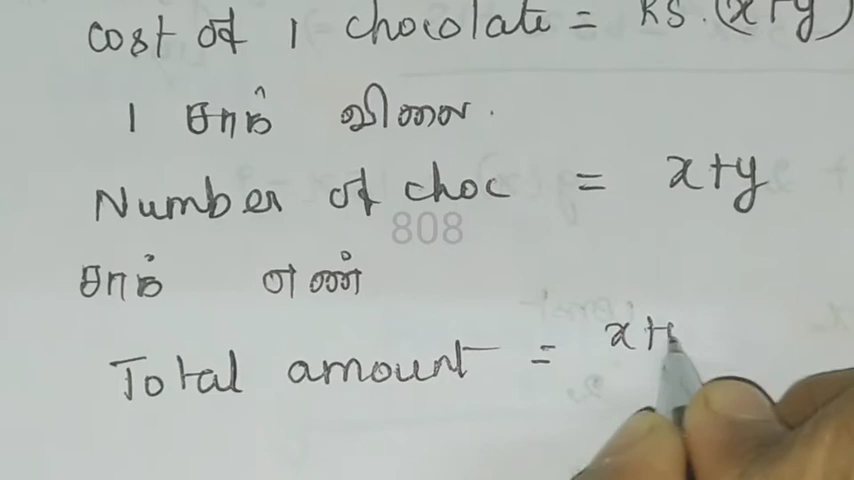 cost of 1 chocolate = RS. (x+y)
1 சாக் விலை.
Number of choc = x+y
808
சாக் எண்
Total amount = x+